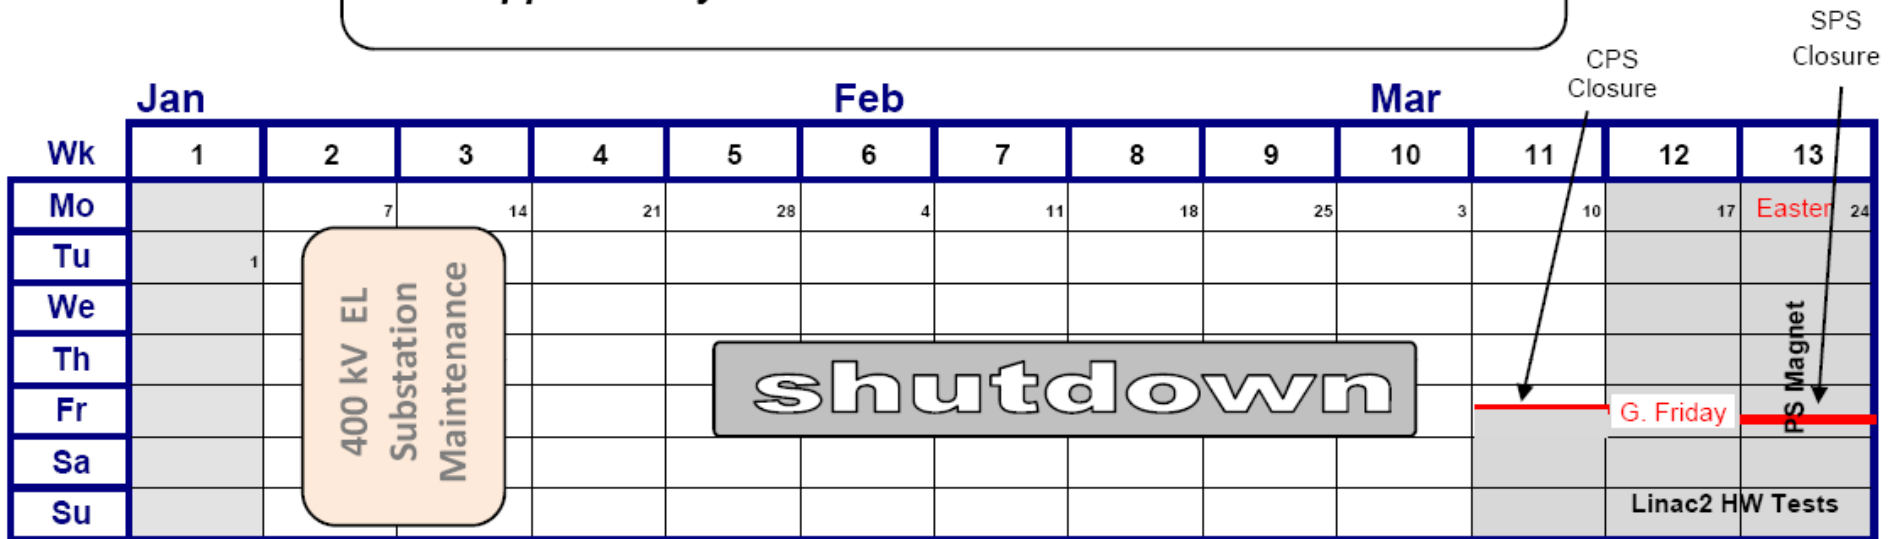 SPS
Closure
CPS
Closure
Jan Feb Mar
Wk 1 2 3 4 5 6 7 8 9 10 11 12 13
Mo 7 14 21 28 4 11 18 25 3 10 17 Easter 24
Tu 1
We
Th
Fr G. Friday
Sa
Su Linac2 HW Tests
400 kV EL
Substation
Maintenance
shutdown
PS Magnet